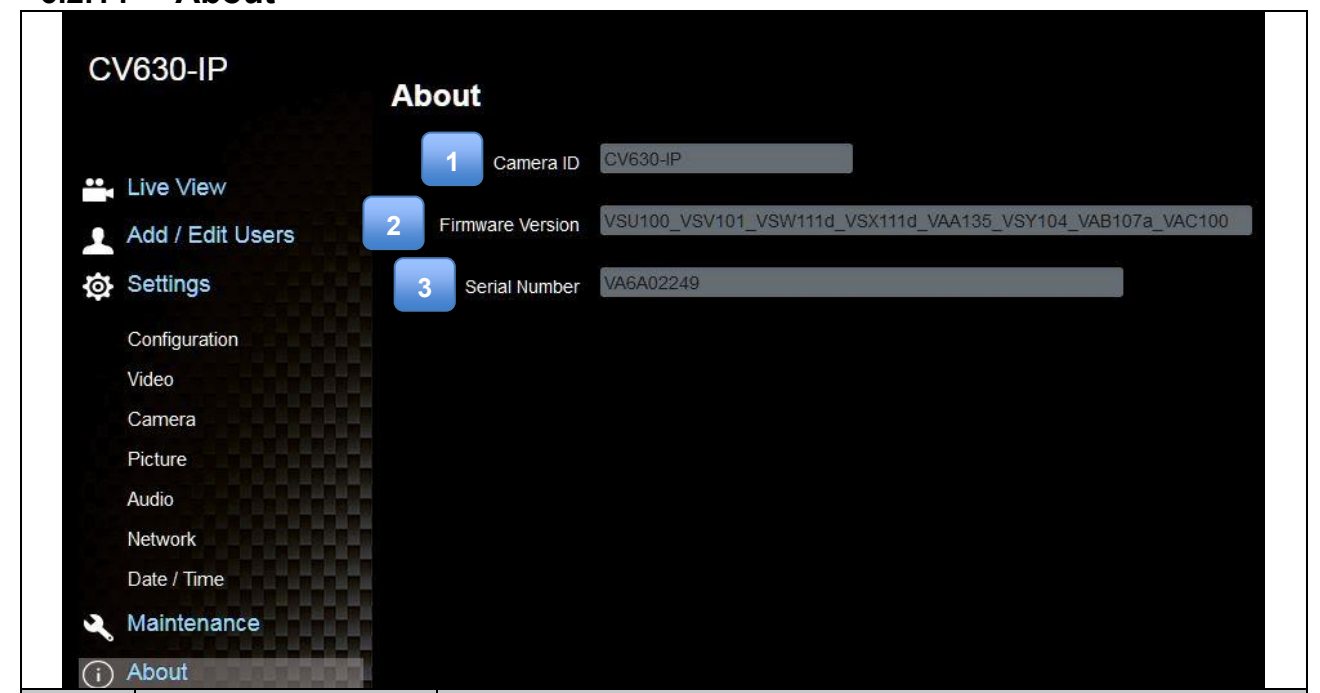 About
CV630-IP
About
1 Camera ID CV630-IP
2 Firmware Version VSU100_VSV101_VSW111d_VSX111d_VAA135_VSY104_VAB107a_VAC100
3 Serial Number VA6A02249
Live View
Add / Edit Users
Settings
Configuration
Video
Camera
Picture
Audio
Network
Date / Time
Maintenance
About